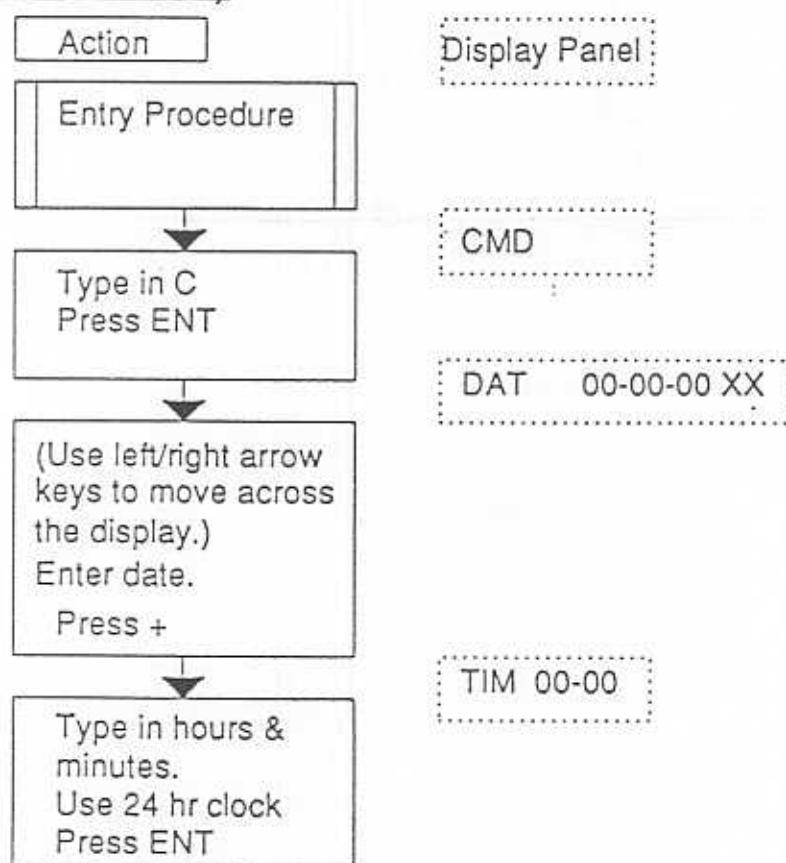 Action
Display Panel
Entry Procedure
CMD
Type in C
Press ENT
DAT 00-00-00 XX
(Use left/right arrow
keys to move across
the display.)
Enter date.
Press +
TIM 00-00
Type in hours &
minutes.
Use 24 hr clock
Press ENT